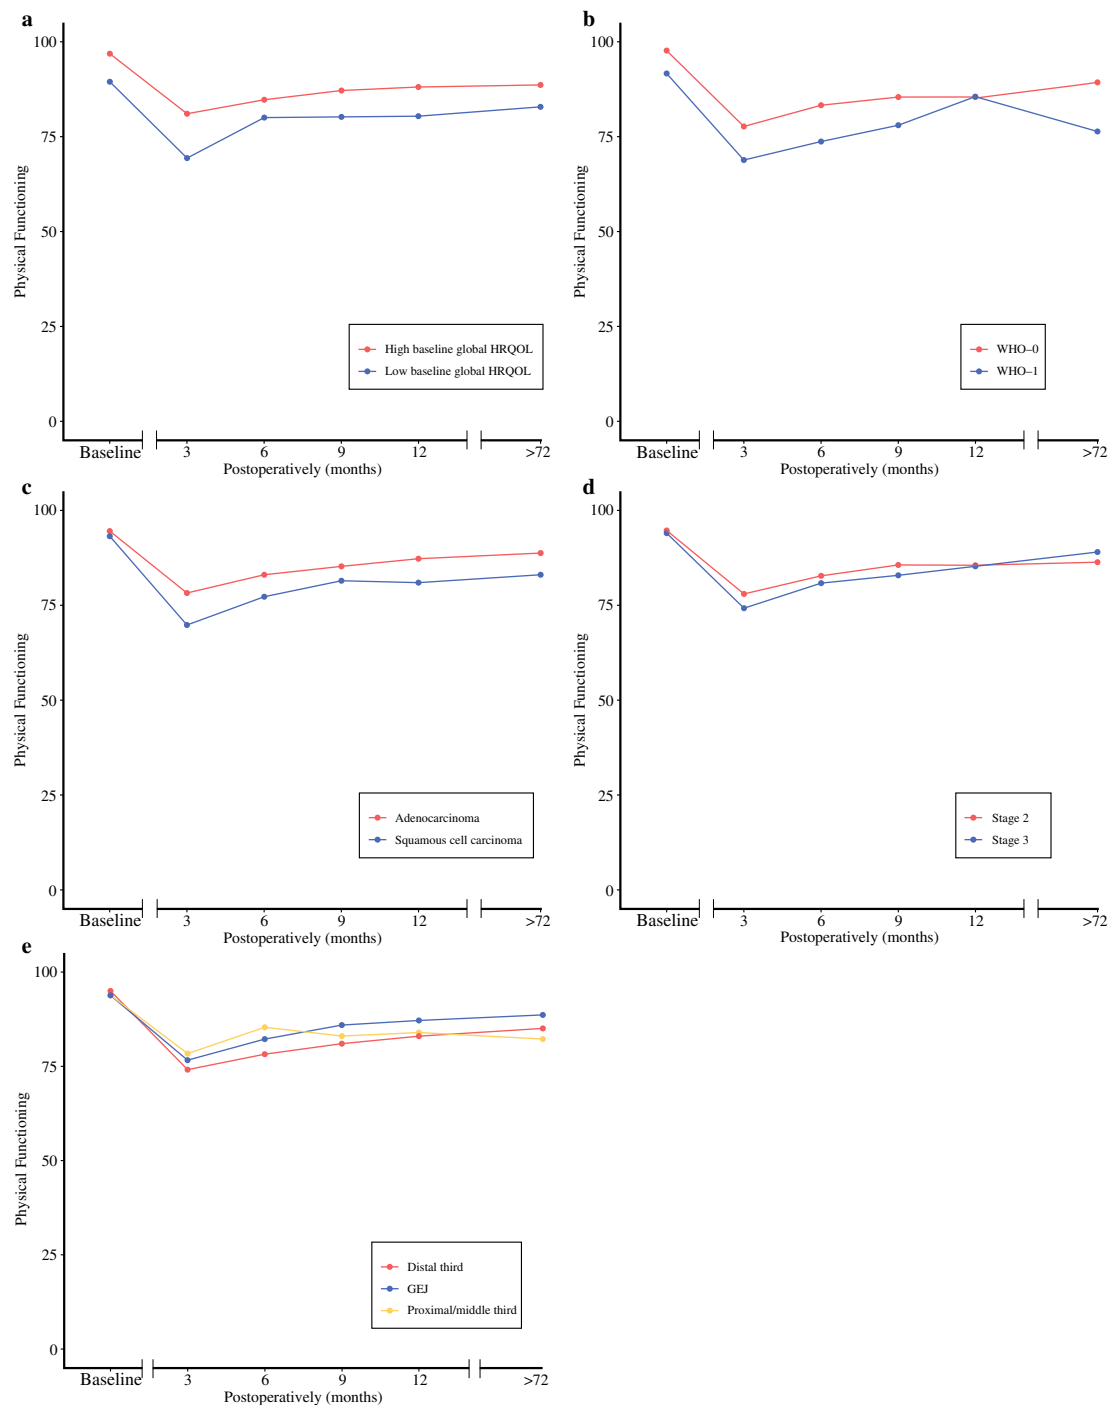 a
100
75
50
25
0
Physical Functioning
High baseline global HRQOL
Low baseline global HRQOL
Baseline 3 6 9 12 >72
Postoperatively (months)
b
100
75
50
25
0
Physical Functioning
WHO–0
WHO–1
Baseline 3 6 9 12 >72
Postoperatively (months)
c
100
75
50
25
0
Physical Functioning
Adenocarcinoma
Squamous cell carcinoma
Baseline 3 6 9 12 >72
Postoperatively (months)
d
100
75
50
25
0
Physical Functioning
Stage 2
Stage 3
Baseline 3 6 9 12 >72
Postoperatively (months)
e
100
75
50
25
0
Physical Functioning
Distal third
GEJ
Proximal/middle third
Baseline 3 6 9 12 >72
Postoperatively (months)